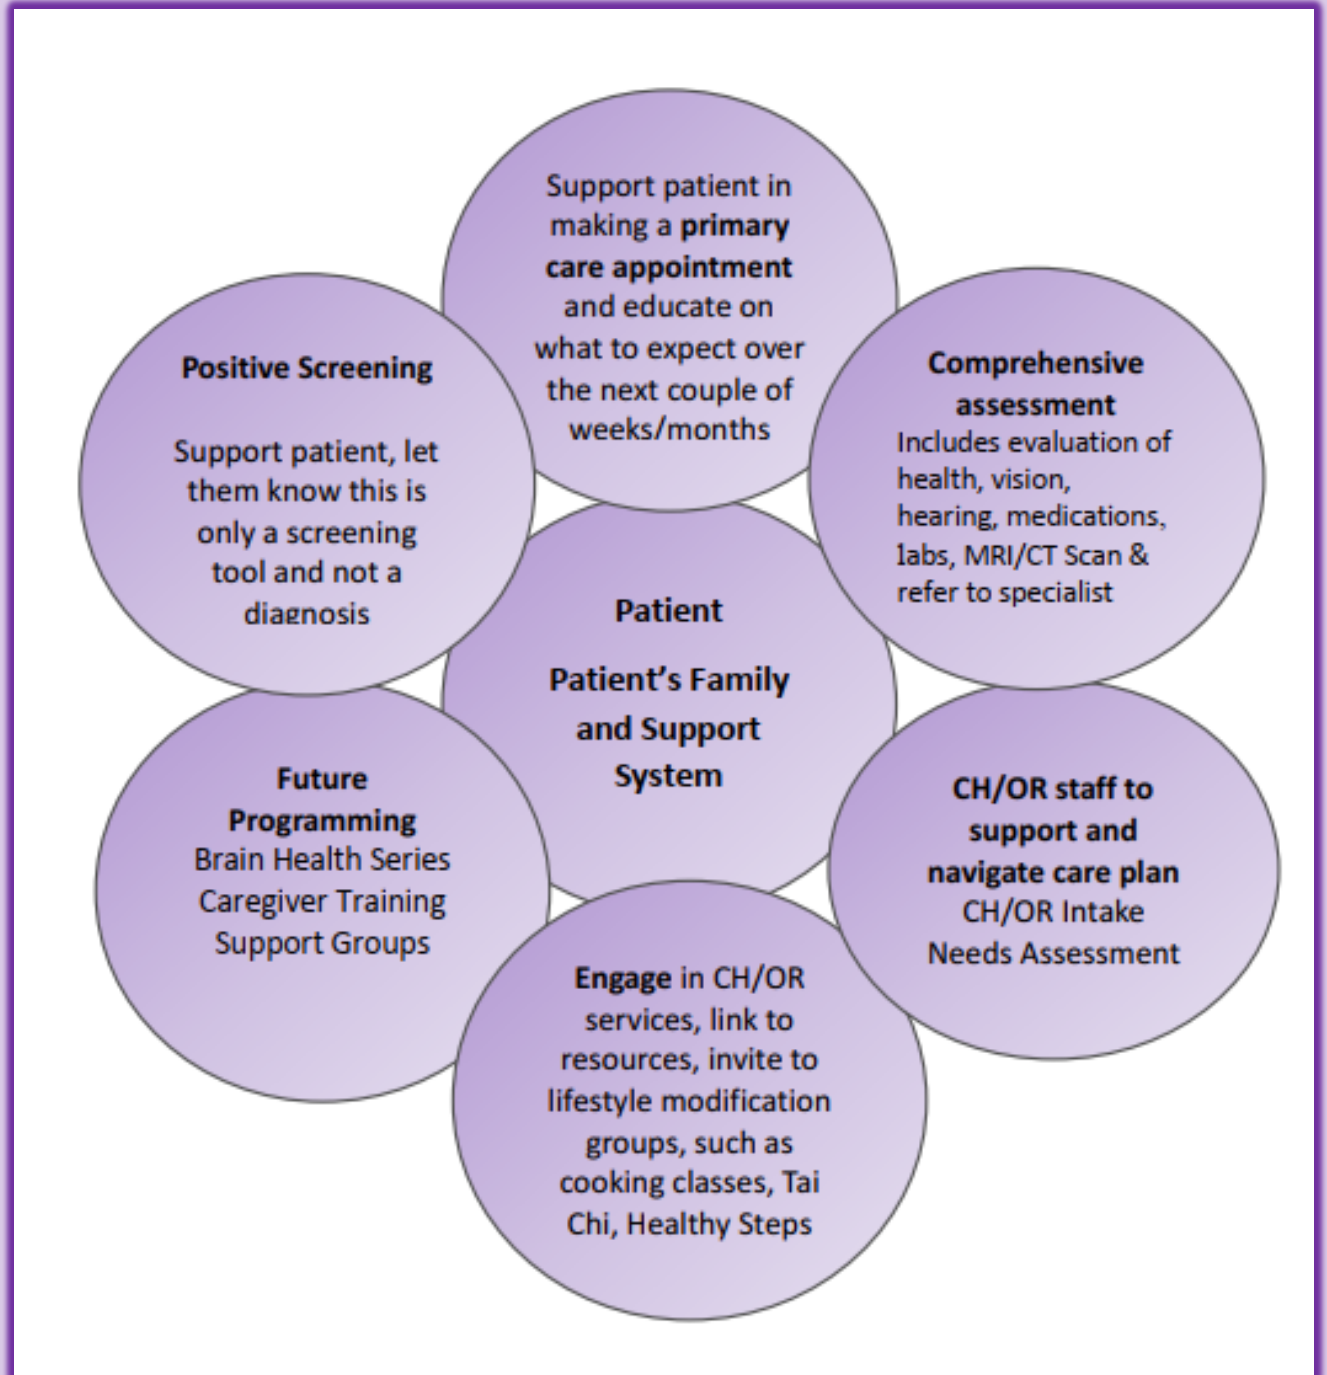 Support patient in
making a primary
care appointment
and educate on
what to expect over
the next couple of
weeks/months
Positive Screening
Support patient, let
them know this is
only a screening
tool and not a
diagnosis
Comprehensive
assessment
Includes evaluation of
health, vision,
hearing, medications,
labs, MRI/CT Scan &
refer to specialist
Patient
Patient's Family
and Support
System
Future
Programming
Brain Health Series
Caregiver Training
Support Groups
CH/OR staff to
support and
navigate care plan
CH/OR Intake
Needs Assessment
Engage in CH/OR
services, link to
resources, invite to
lifestyle modification
groups, such as
cooking classes, Tai
Chi, Healthy Steps